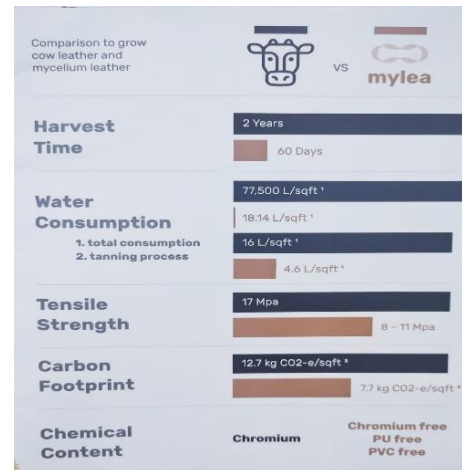 Comparison to grow
cow leather and
mycelium leather
VS
mylea
Harvest
Time
2 Years
60 Days
Water
Consumption
1. total consumption
2. tanning process
77,500 L/sqft ¹
18.14 L/sqft ¹
16 L/sqft ¹
4.6 L/sqft ¹
Tensile
Strength
17 Mpa
8 - 11 Mpa
Carbon
Footprint
12.7 kg CO2-e/sqft ³
7.7 kg CO2-e/sqft ⁴
Chemical
Content
Chromium
Chromium free
PU free
PVC free